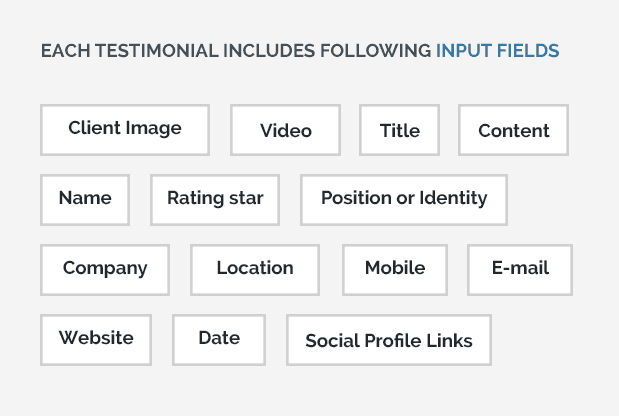 EACH TESTIMONIAL INCLUDES FOLLOWING INPUT FIELDS
Client Image Video Title Content
Name Rating star Position or Identity
Company Location Mobile E-mail
Website Date Social Profile Links